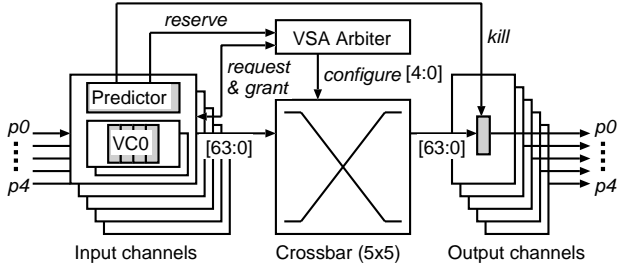 reserve
VSA Arbiter
kill
request
& grant
configure [4:0]
Predictor
p0
VC0
[63:0]
[63:0]
p0
p4
p4
Input channels
Crossbar (5x5)
Output channels